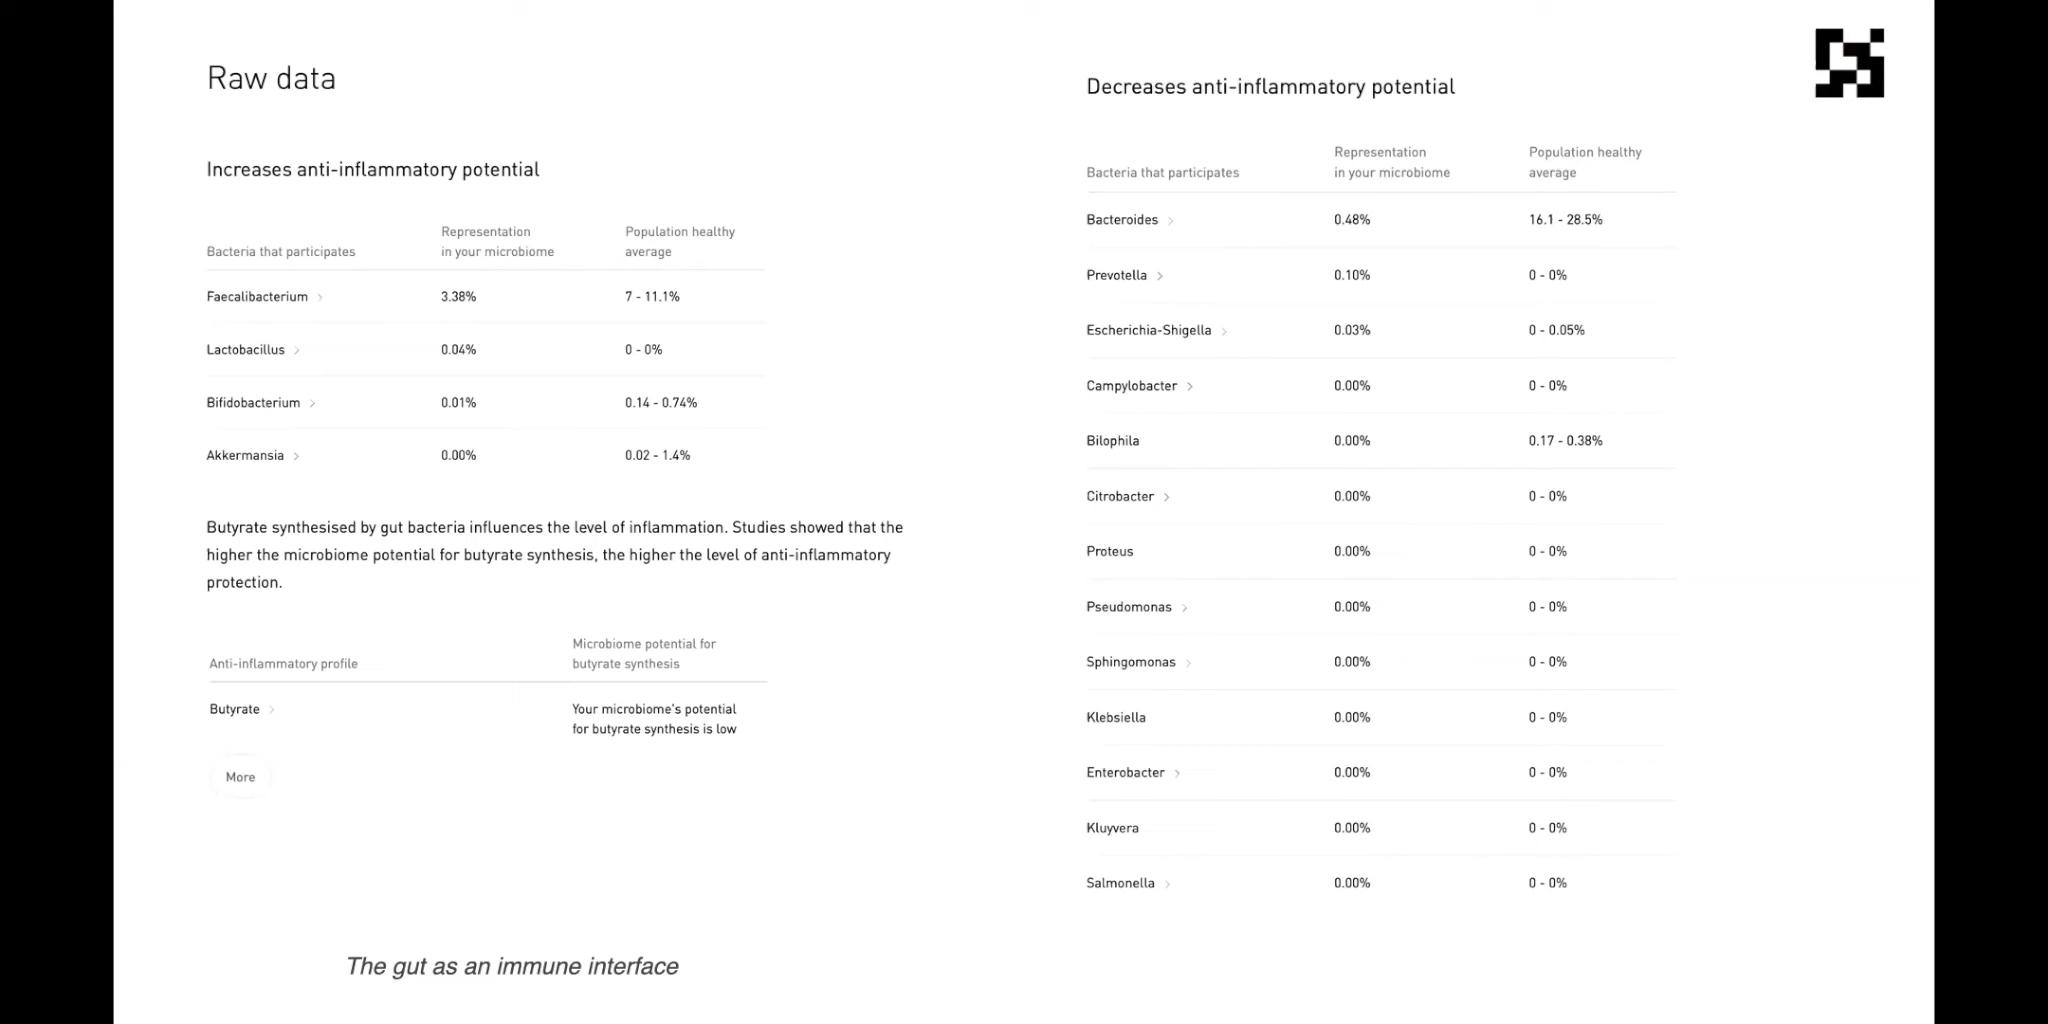 Raw data
Increases anti-inflammatory potential
Bacteria that participates Representation in your microbiome Population healthy average
Faecalibacterium 3.38% 7 - 11.1%
Lactobacillus 0.04% 0 - 0%
Bifidobacterium 0.01% 0.14 - 0.74%
Akkermansia 0.00% 0.02 - 1.4%
Butyrate synthesised by gut bacteria influences the level of inflammation. Studies showed that the
higher the microbiome potential for butyrate synthesis, the higher the level of anti-inflammatory
protection.
Anti-inflammatory profile Microbiome potential for butyrate synthesis
Butyrate Your microbiome's potential
for butyrate synthesis is low
More
The gut as an immune interface
Decreases anti-inflammatory potential
Bacteria that participates Representation in your microbiome Population healthy average
Bacteroides 0.48% 16.1 - 28.5%
Prevotella 0.10% 0 - 0%
Escherichia-Shigella 0.03% 0 - 0.05%
Campylobacter 0.00% 0 - 0%
Bilophila 0.00% 0.17 - 0.38%
Citrobacter 0.00% 0 - 0%
Proteus 0.00% 0 - 0%
Pseudomonas 0.00% 0 - 0%
Sphingomonas 0.00% 0 - 0%
Klebsiella 0.00% 0 - 0%
Enterobacter 0.00% 0 - 0%
Kluyvera 0.00% 0 - 0%
Salmonella 0.00% 0 - 0%